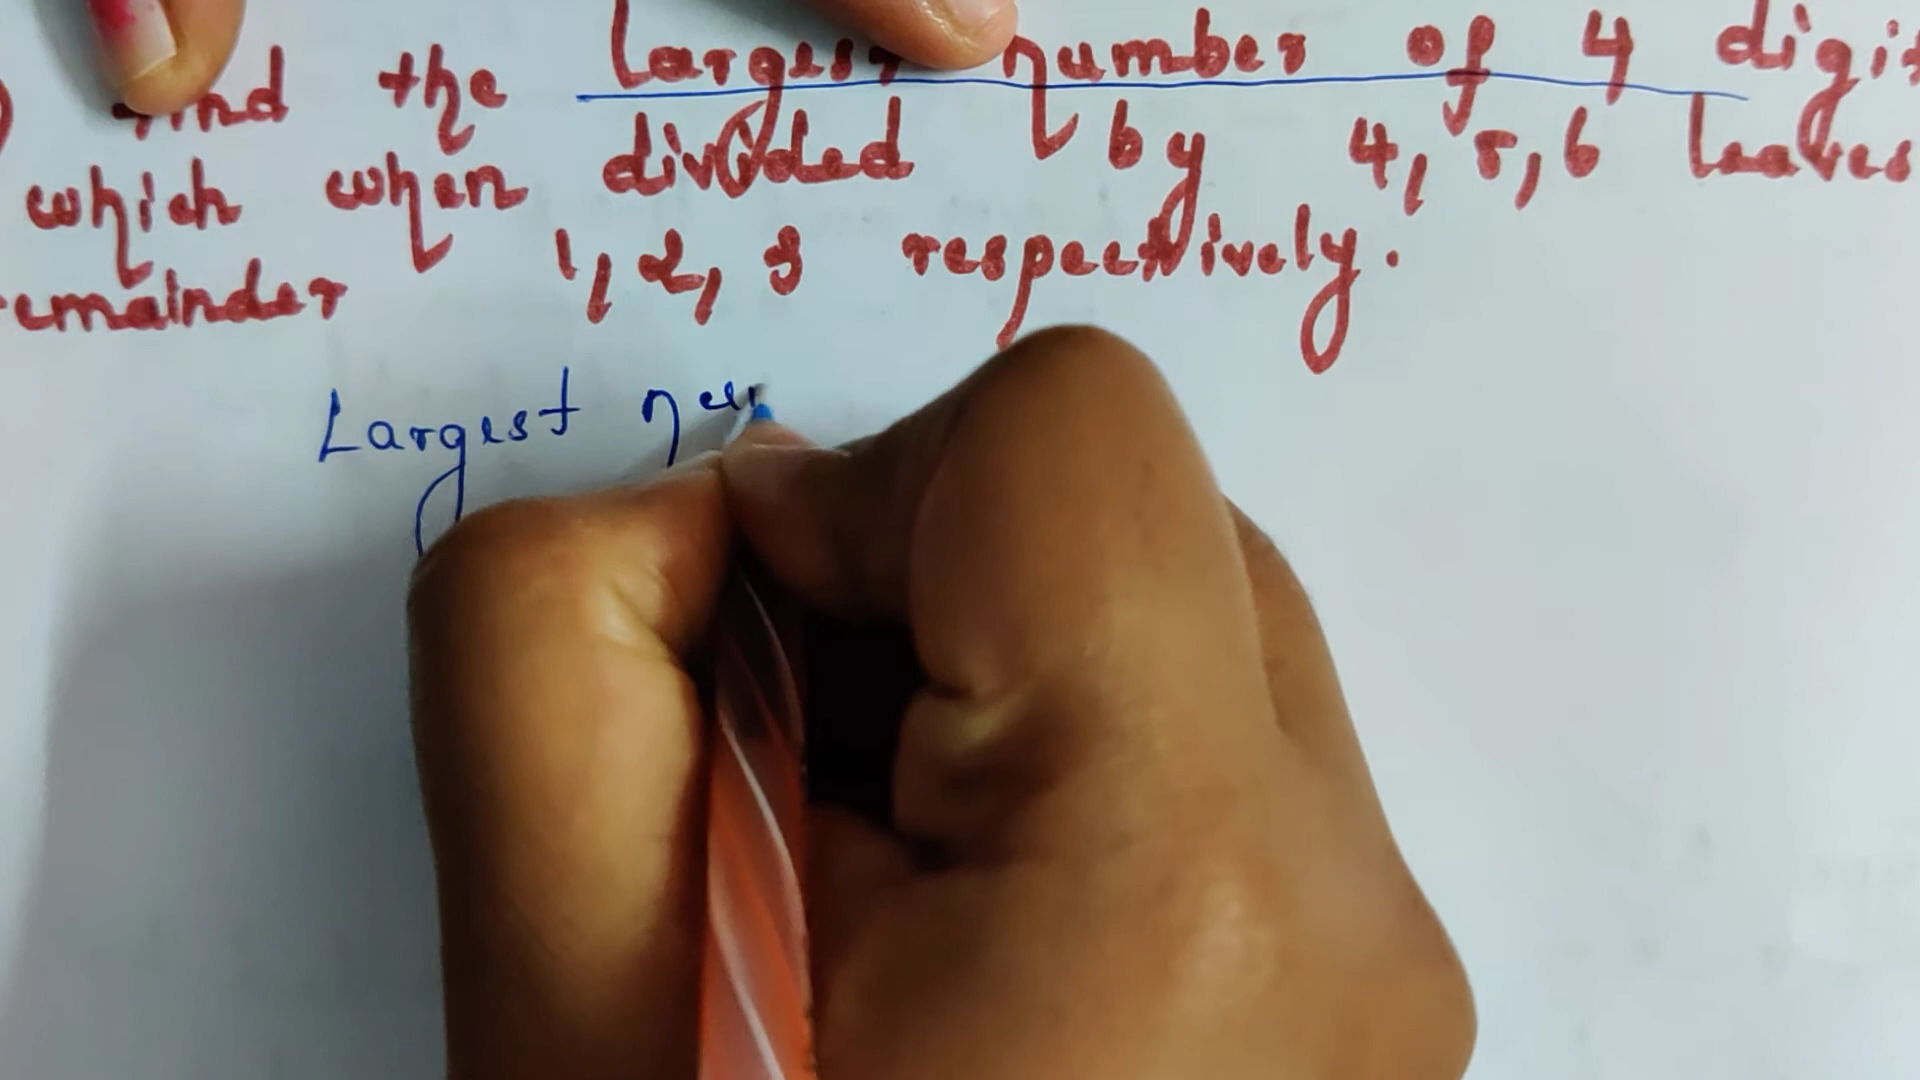 Find the largest number of 4 digit
which when divided by 4, 5, 6 leaves
remainder 1, 2, 3 respectively.
Largest nu